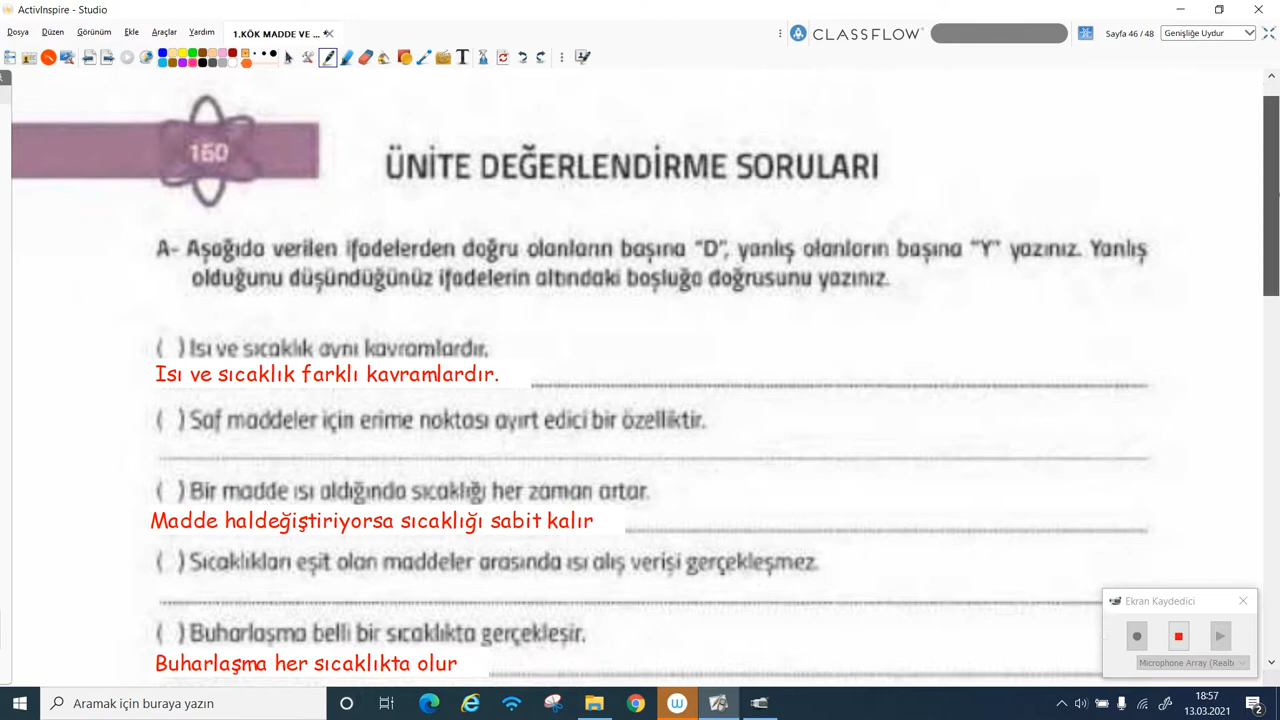 ActivInspire - Studio
Dosya Düzen Görünüm Ekle Araçlar Yardım
1.KÖK MADDE VE ...
CLASSFLOW
Sayfa 46 / 48
Genişliğe Uydur
160
ÜNİTE DEĞERLENDİRME SORULARI
A- Aşağıda verilen ifadelerden doğru olanların başına "D", yanlış olanların başına "Y" yazınız. Yanlış
olduğunu düşündüğünüz ifadelerin altındaki boşluğa doğrusunu yazınız.
( ) Isı ve sıcaklık aynı kavramlardır.
Isı ve sıcaklık farklı kavramlardır.
( ) Saf maddeler için erime noktası ayırt edici bir özelliktir.
( ) Bir madde ısı aldığında sıcaklığı her zaman artar.
Madde haldeğiştiriyorsa sıcaklığı sabit kalır
( ) Sıcaklıkları eşit olan maddeler arasında ısı alış verişi gerçekleşmez.
( ) Buharlaşma belli bir sıcaklıkta gerçekleşir.
Buharlaşma her sıcaklıkta olur
Ekran Kaydedici
Microphone Array (Realte
Aramak için buraya yazın
18:57
13.03.2021
2